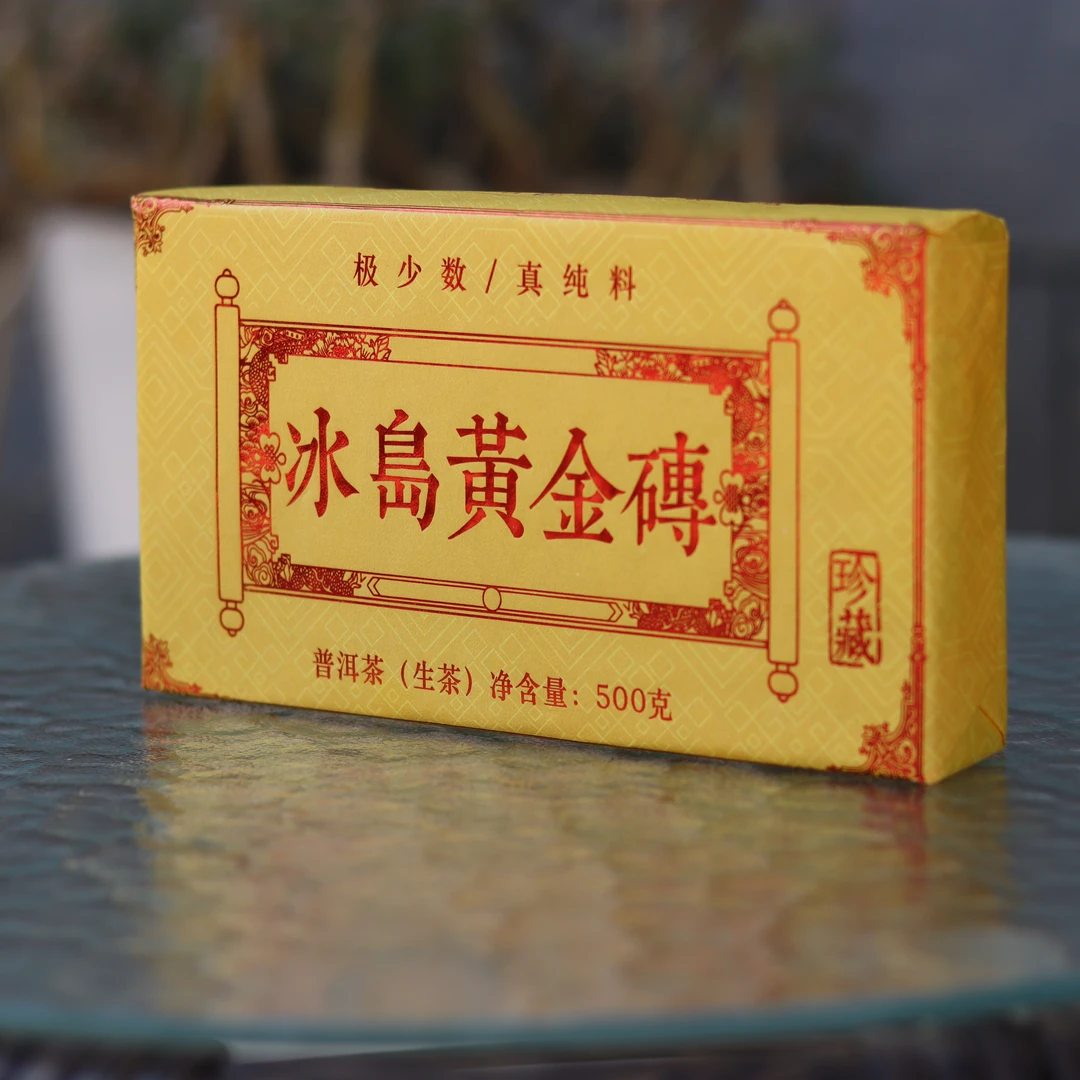 极少数/真纯料
冰島黃金磚
珍藏
普洱茶（生茶）净含量：500克